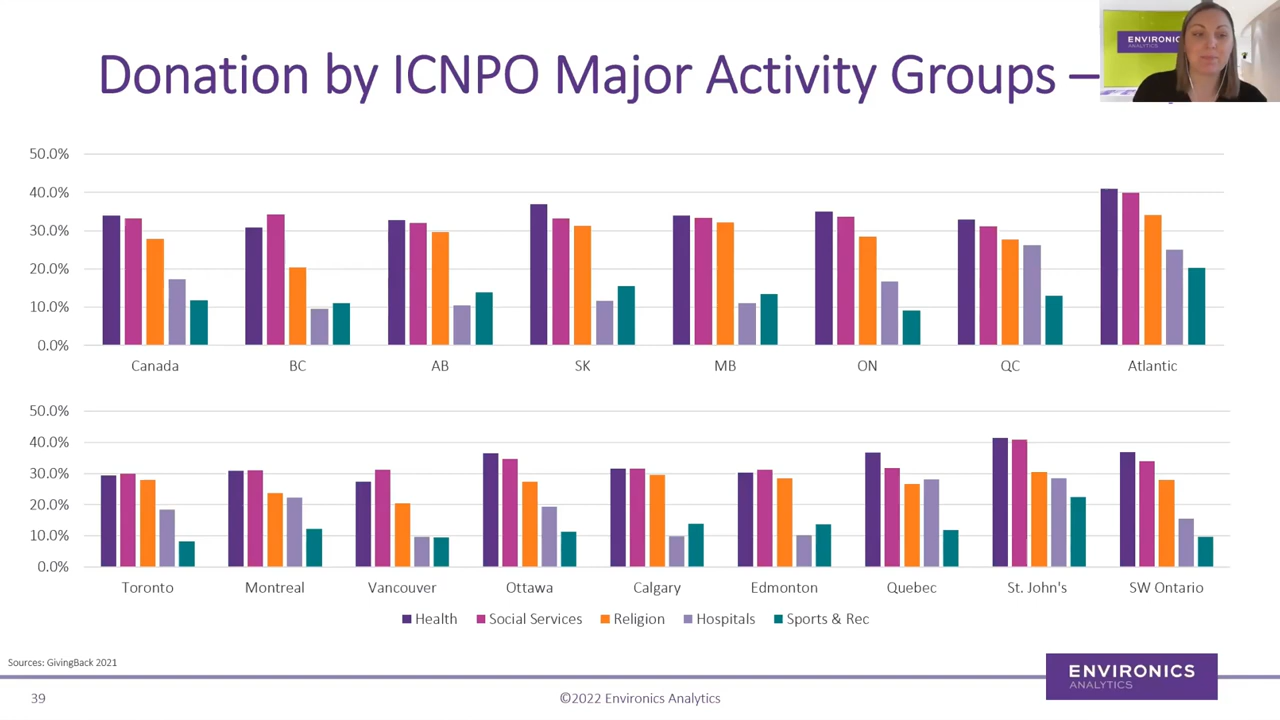 Donation by ICNPO Major Activity Groups –
ENVIRONICS
ANALYTICS
50.0%
40.0%
30.0%
20.0%
10.0%
0.0%
Canada BC AB SK MB ON QC Atlantic
50.0%
40.0%
30.0%
20.0%
10.0%
0.0%
Toronto Montreal Vancouver Ottawa Calgary Edmonton Quebec St. John's SW Ontario
Health Social Services Religion Hospitals Sports & Rec
Sources: GivingBack 2021
39
©2022 Environics Analytics
ENVIRONICS
ANALYTICS